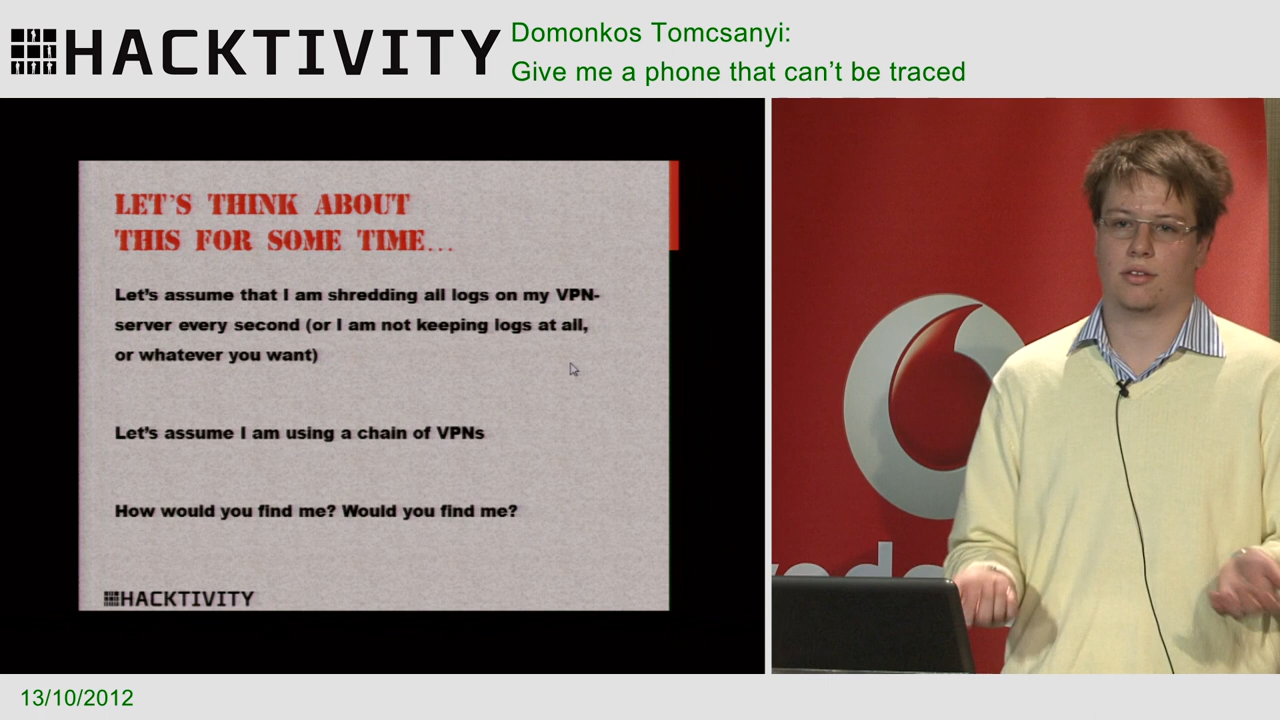 HACKTIVITY
Domonkos Tomcsanyi:
Give me a phone that can't be traced
LET'S THINK ABOUT
THIS FOR SOME TIME...
Let's assume that I am shredding all logs on my VPN-
server every second (or I am not keeping logs at all,
or whatever you want)
Let's assume I am using a chain of VPNs
How would you find me? Would you find me?
HACKTIVITY
13/10/2012